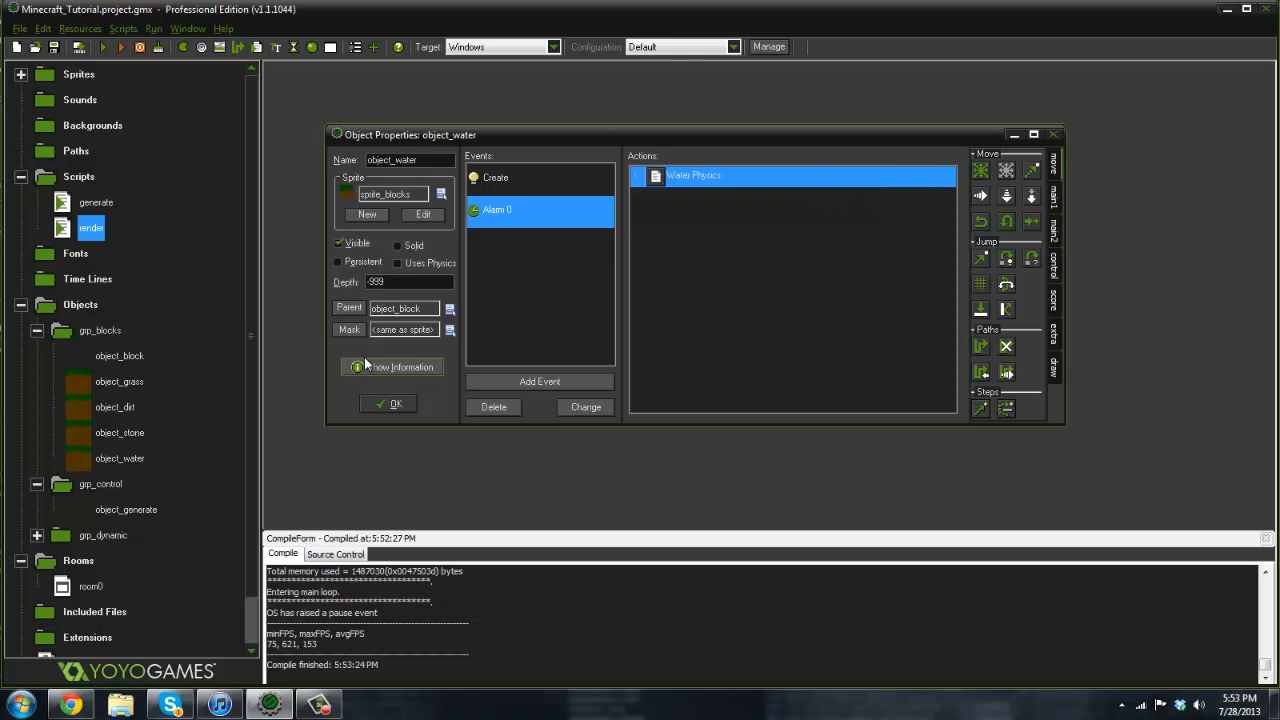 Minecraft_Tutorial.project.gmx - Professional Edition (v1.1.1044)
File Edit Resources Scripts Run Window Help
Target: Windows Configuration: Default Manage
Sprites
Sounds
Backgrounds
Paths
Scripts
generate
render
Fonts
Time Lines
Objects
grp_blocks
object_block
object_grass
object_dirt
object_stone
object_water
grp_control
object_generate
grp_dynamic
Rooms
room0
Included Files
Extensions
YOYOGAMES
Object Properties: object_water
Name: object_water
Sprite
sprite_blocks
New Edit
Visible Solid
Persistent Uses Physics
Depth: -999
Parent object_block
Mask <same as sprite>
how Information
OK
Events:
Create
Alarm 0
Add Event
Delete Change
Actions:
Water Physics
Move
Jump
Paths
Steps
move
main1
main2
control
score
extra
draw
CompileForm - Compiled at:5:52:27 PM
Compile Source Control
Total memory used = 1487030(0x0047503d) bytes
**********************************.
Entering main loop.
**********************************.
OS has raised a pause event
------------------------------------------------
minFPS, maxFPS, avgFPS
75, 621, 153
------------------------------------------------
Compile finished: 5:53:24 PM
5:53 PM
7/28/2013